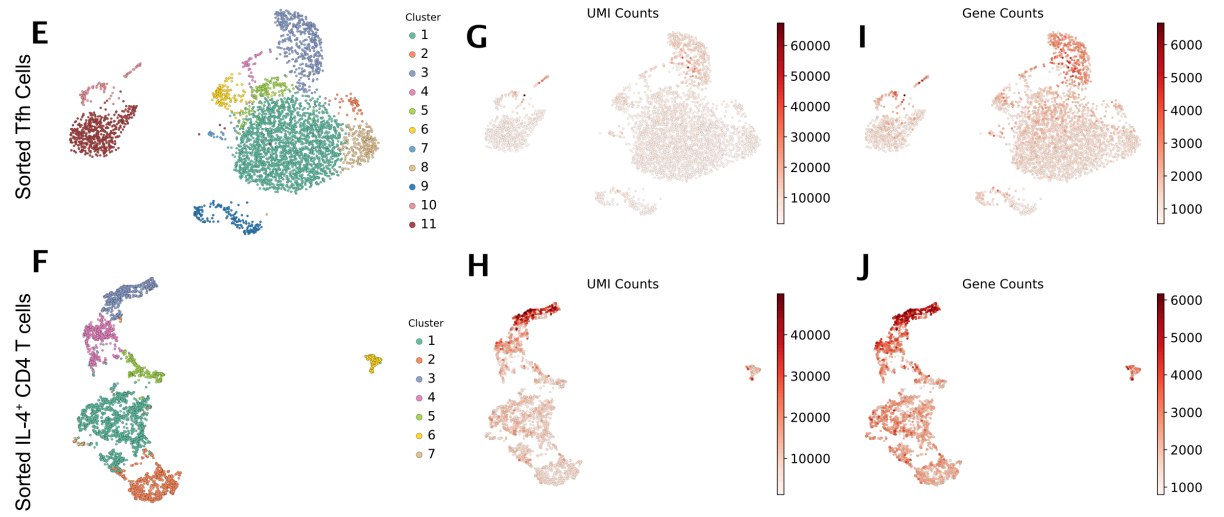 E
Sorted Tfh Cells
Cluster
1
2
3
4
5
6
7
8
9
10
11
G
UMI Counts
60000
50000
40000
30000
20000
10000
I
Gene Counts
6000
5000
4000
3000
2000
1000
F
Sorted IL-4⁺ CD4 T cells
Cluster
1
2
3
4
5
6
7
H
UMI Counts
40000
30000
20000
10000
J
Gene Counts
6000
5000
4000
3000
2000
1000